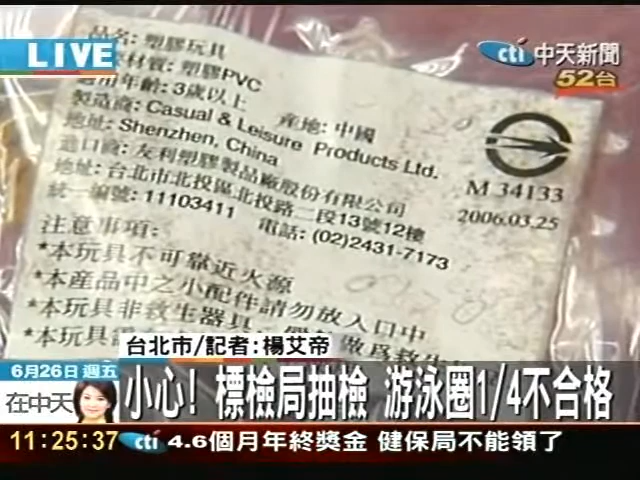 LIVE
cti 中天新聞
52台
品名: 塑膠玩具
材質: 塑膠PVC
適用年齡: 3歲以上
產地: 中國
製造商: Casual & Leisure Products Ltd.
地址: Shenzhen, China
進口商: 友利塑膠製品廠股份有限公司
地址: 台北市北投區北投路二段13號12樓
統一編號: 11103411 電話: (02)2431-7173
M 34133
2006.03.25
注意事項:
*本玩具不可靠近火源
*本產品中之小配件請勿放入口中
*本玩具非救生器具
*本玩具
台北市/記者:楊艾帝
6月26日 週五
在中天
小心! 標檢局抽檢 游泳圈1/4不合格
11:25:37
cti 4.6個月年終獎金 健保局不能領了